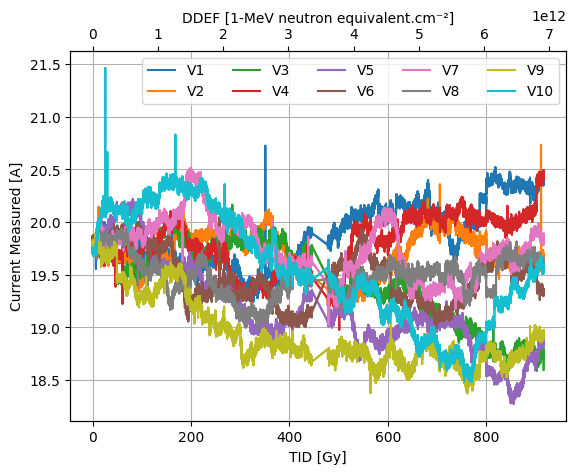 DDEF [1-MeV neutron equivalent.cm⁻²]
1e12
0 1 2 3 4 5 6 7
V1 V3 V5 V7 V9
V2 V4 V6 V8 V10
21.5
21.0
20.5
20.0
19.5
19.0
18.5
Current Measured [A]
0 200 400 600 800
TID [Gy]